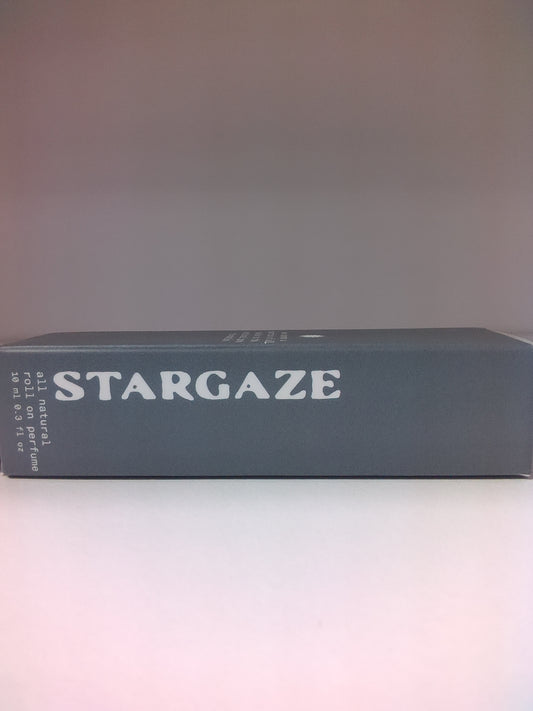 STARGAZE
all natural
roll on perfume
10 ml 0.3 fl oz